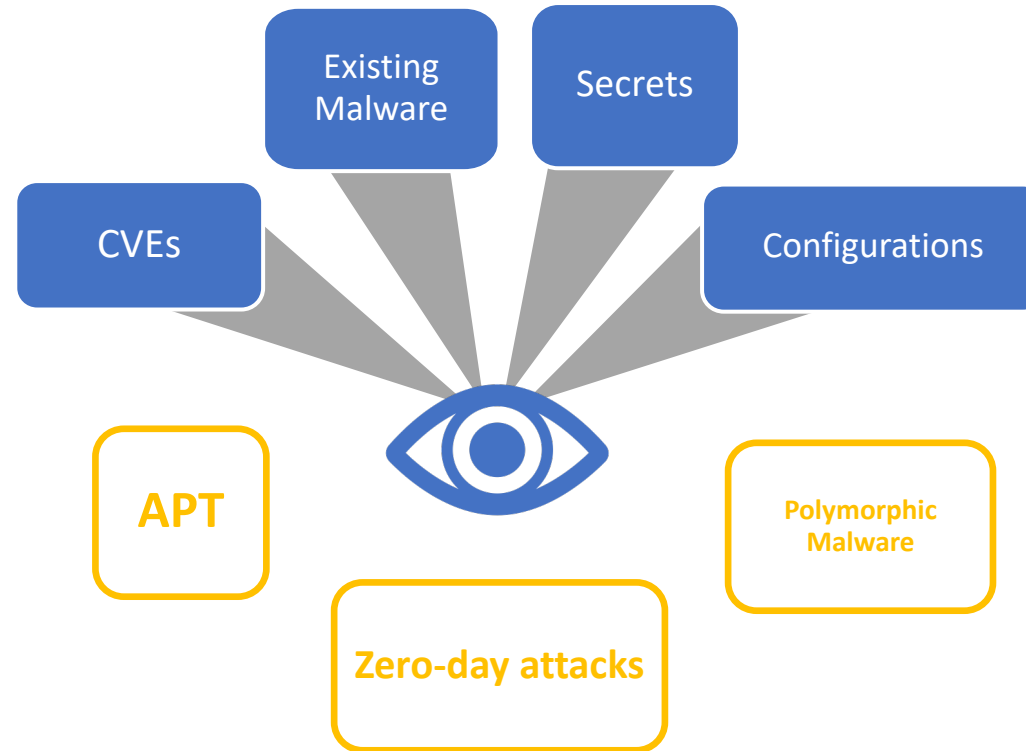 Existing
Malware
Secrets
CVEs
Configurations
APT
Polymorphic
Malware
Zero-day attacks